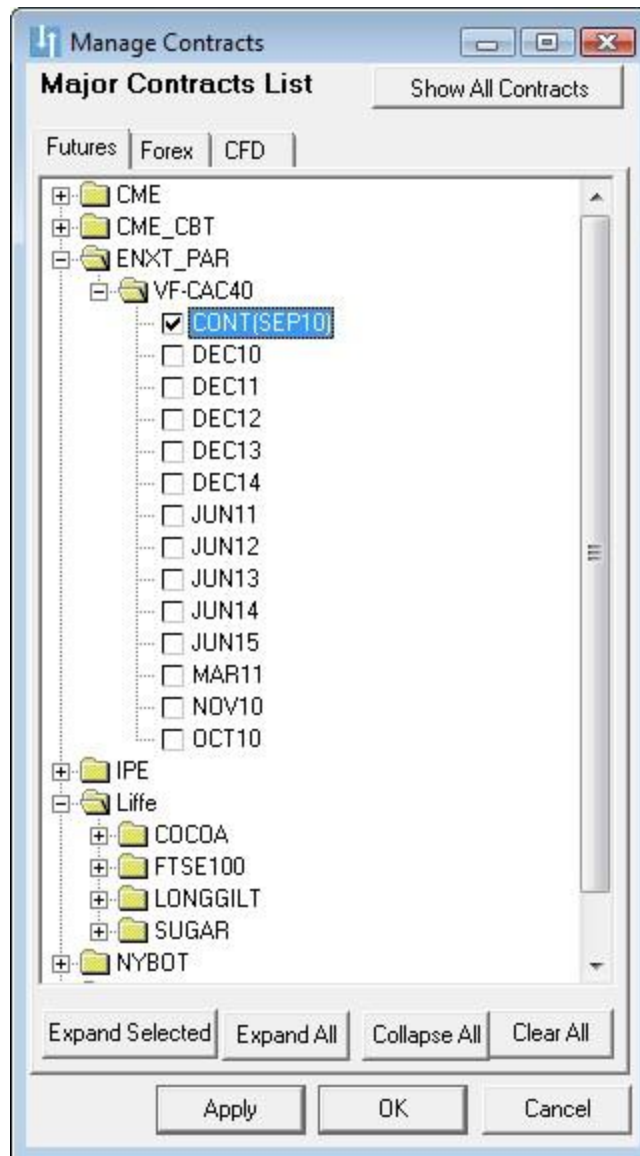 Manage Contracts
Major Contracts List
Show All Contracts
Futures Forex CFD
CME
CME_CBT
ENXT_PAR
VF-CAC40
CONT(SEP10)
DEC10
DEC11
DEC12
DEC13
DEC14
JUN11
JUN12
JUN13
JUN14
JUN15
MAR11
NOV10
OCT10
IPE
Liffe
COCOA
FTSE100
LONGGILT
SUGAR
NYBOT
Expand Selected Expand All Collapse All Clear All
Apply OK Cancel